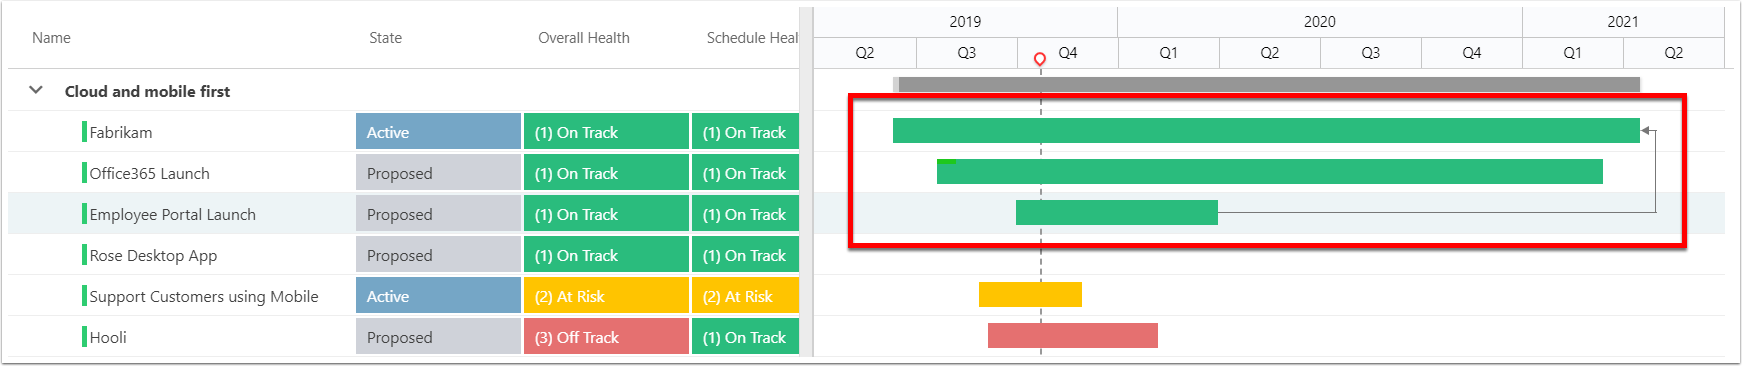 Name State Overall Health Schedule Heal
2019 2020 2021
Q2 Q3 Q4 Q1 Q2 Q3 Q4 Q1 Q2
Cloud and mobile first
Fabrikam Active (1) On Track (1) On Track
Office365 Launch Proposed (1) On Track (1) On Track
Employee Portal Launch Proposed (1) On Track (1) On Track
Rose Desktop App Proposed (1) On Track (1) On Track
Support Customers using Mobile Active (2) At Risk (2) At Risk
Hooli Proposed (3) Off Track (1) On Track